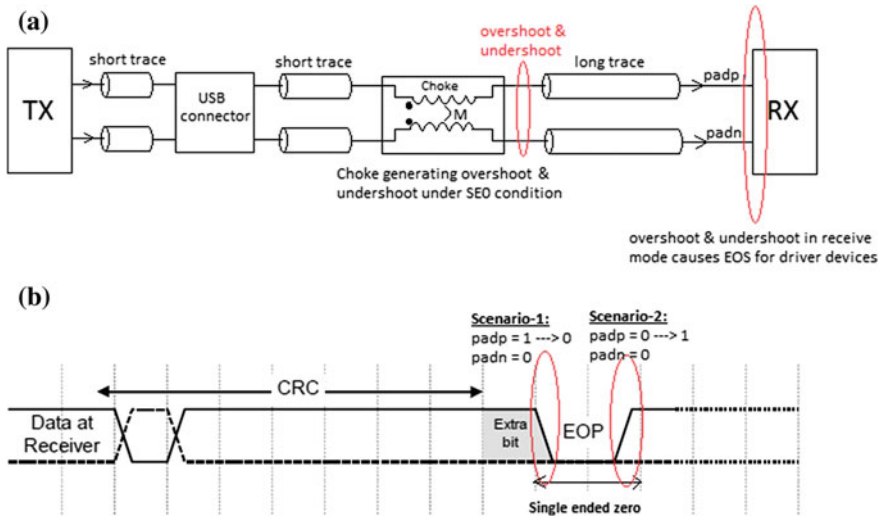 (a)
overshoot &
undershoot
short trace
short trace
long trace
TX
USB
connector
Choke
M
padp
padn
RX
Choke generating overshoot &
undershoot under SE0 condition
overshoot & undershoot in receive
mode causes EOS for driver devices
(b)
Scenario-1:
padp = 1 ---> 0
padn = 0
Scenario-2:
padp = 0 ---> 1
padn = 0
CRC
Data at
Receiver
Extra
bit
EOP
Single ended zero